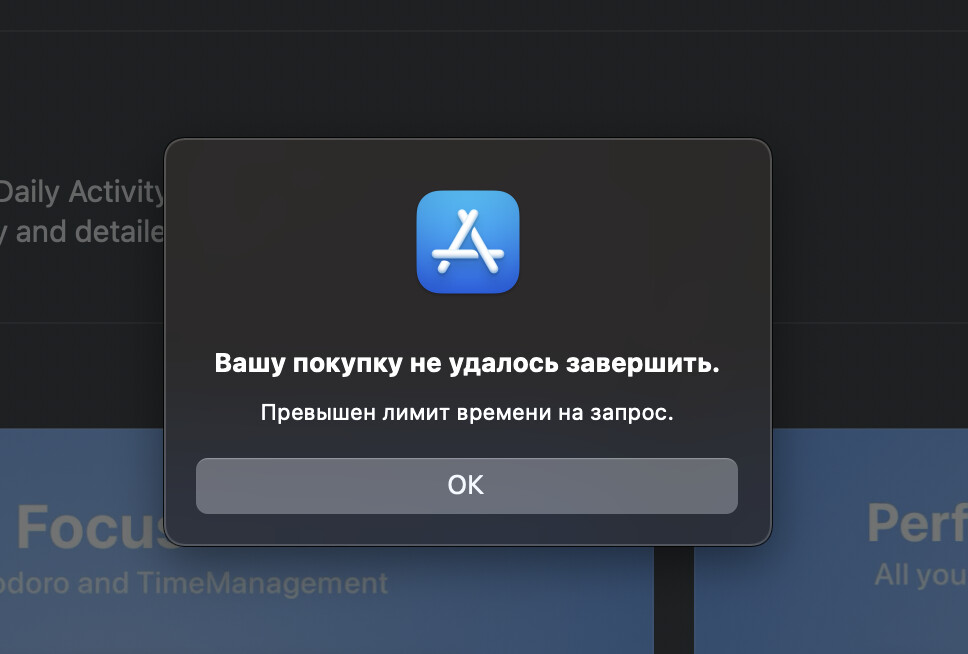 Daily Activity
and detaile
Вашу покупку не удалось завершить.
Превышен лимит времени на запрос.
OK
Focus
Perf
odoro and TimeManagement
All you